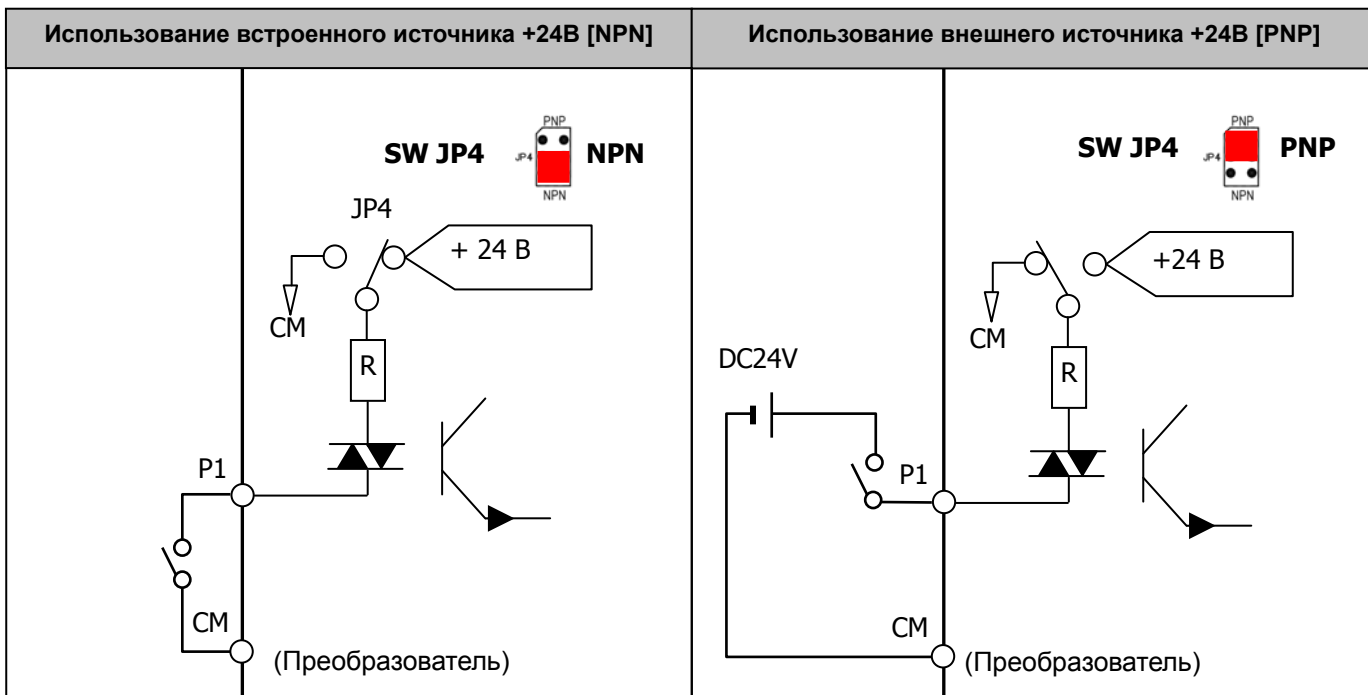 Использование встроенного источника +24В [NPN]
Использование внешнего источника +24В [PNP]
PNP
SW JP4
JP4
NPN
NPN
JP4
+ 24 В
CM
R
P1
CM
(Преобразователь)
PNP
SW JP4
JP4
PNP
NPN
+24 В
CM
DC24V
R
P1
CM
(Преобразователь)